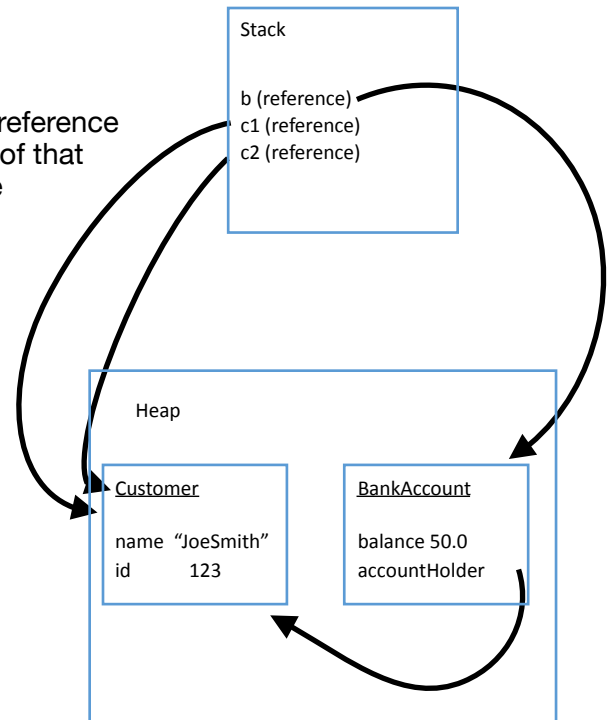 Stack
b (reference)
reference
c1 (reference)
of that
c2 (reference)
Heap
Customer
name "JoeSmith"
id 123
BankAccount
balance 50.0
accountHolder